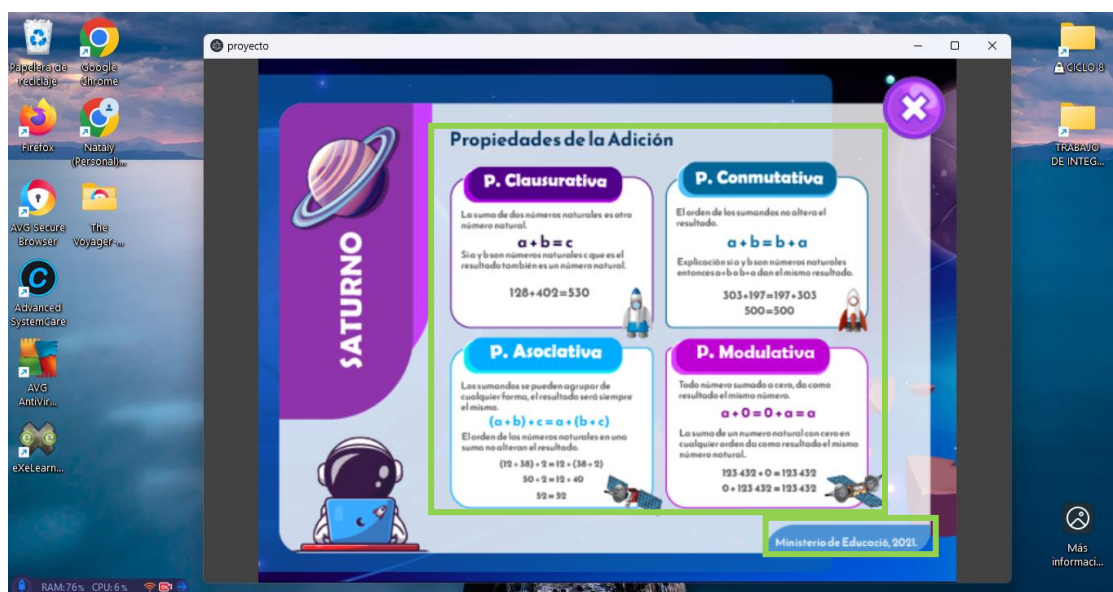 Papelera de
reciclaje
Google
Chrome
Firefox
Nataly
(Personal)...
AVG Secure
Browser
The
Voyager-...
Advanced
SystemCare
AVG
AntiVir...
eXeLearn...
RAM:76% CPU:6%
proyecto
SATURNO
Propiedades de la Adición
P. Clausurativa
La suma de dos números naturales es otro
número natural.
a + b = c
Si a y b son números naturales c que es el
resultado también es un número natural.
128+402=530
P. Conmutativa
El orden de los sumandos no altera el
resultado.
a + b = b + a
Explicación si a y b son números naturales
entonces a+b o b+a dan el mismo resultado.
303+197=197+303
500=500
P. Asociativa
Los sumandos se pueden agrupar de
cualquier forma, el resultado será siempre
el mismo.
(a + b) + c = a + (b + c)
El orden de los números naturales en una
suma no alteran el resultado.
(12 + 38) + 2 = 12 + (38 + 2)
50 + 2 = 12 + 40
52 = 52
P. Modulativa
Todo número sumado a cero, da como
resultado el mismo número.
a + 0 = 0 + a = a
La suma de un numero natural con cero en
cualquier orden da como resultado el mismo
número natural.
123 432 + 0 = 123 432
0 + 123 432 = 123 432
Ministerio de Educació, 2021.
CICLO 8
TRABAJO
DE INTEG...
Más
informaci...